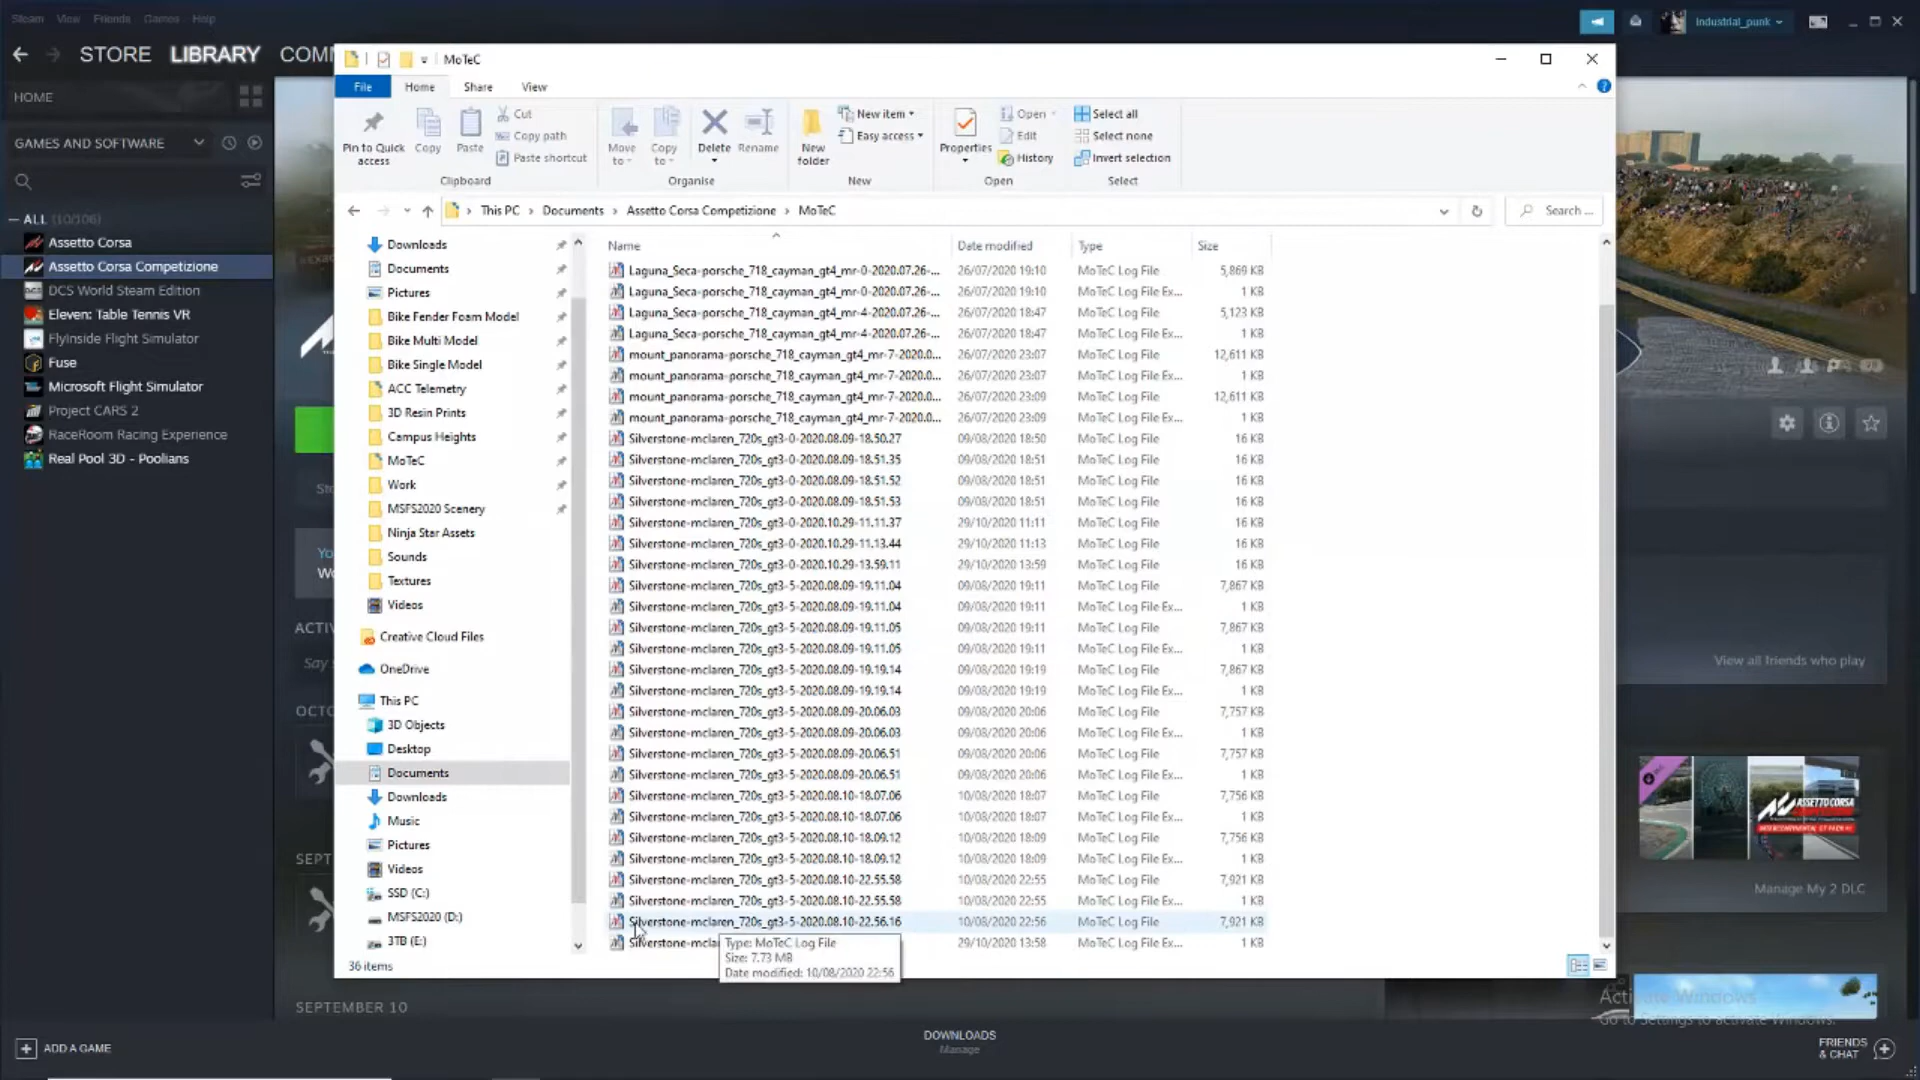 Steam View Friends Games Help
industrial_punk
STORE LIBRARY COMM
HOME
GAMES AND SOFTWARE
ALL (10/106)
Assetto Corsa
Assetto Corsa Competizione
DCS World Steam Edition
Eleven: Table Tennis VR
FlyInside Flight Simulator
Fuse
Microsoft Flight Simulator
Project CARS 2
RaceRoom Racing Experience
Real Pool 3D - Poolians
MoTeC
File Home Share View
Pin to Quick access
Copy
Paste
Cut
Copy path
Paste shortcut
Clipboard
Move to
Copy to
Delete
Rename
Organise
New folder
New item
Easy access
New
Properties
Open
Edit
History
Open
Select all
Select none
Invert selection
Select
This PC > Documents > Assetto Corsa Competizione > MoTeC
Search ...
Downloads
Documents
Pictures
Bike Fender Foam Model
Bike Multi Model
Bike Single Model
ACC Telemetry
3D Resin Prints
Campus Heights
MoTeC
Work
MSFS2020 Scenery
Ninja Star Assets
Sounds
Textures
Videos
Creative Cloud Files
OneDrive
This PC
3D Objects
Desktop
Documents
Downloads
Music
Pictures
Videos
SSD (C:)
MSFS2020 (D:)
3TB (E:)
Name Date modified Type Size
Laguna_Seca-porsche_718_cayman_gt4_mr-0-2020.07.26-... 26/07/2020 19:10 MoTeC Log File 5,869 KB
Laguna_Seca-porsche_718_cayman_gt4_mr-0-2020.07.26-... 26/07/2020 19:10 MoTeC Log File Ex... 1 KB
Laguna_Seca-porsche_718_cayman_gt4_mr-4-2020.07.26-... 26/07/2020 18:47 MoTeC Log File 5,123 KB
Laguna_Seca-porsche_718_cayman_gt4_mr-4-2020.07.26-... 26/07/2020 18:47 MoTeC Log File Ex... 1 KB
mount_panorama-porsche_718_cayman_gt4_mr-7-2020.0... 26/07/2020 23:07 MoTeC Log File 12,611 KB
mount_panorama-porsche_718_cayman_gt4_mr-7-2020.0... 26/07/2020 23:07 MoTeC Log File Ex... 1 KB
mount_panorama-porsche_718_cayman_gt4_mr-7-2020.0... 26/07/2020 23:09 MoTeC Log File 12,611 KB
mount_panorama-porsche_718_cayman_gt4_mr-7-2020.0... 26/07/2020 23:09 MoTeC Log File Ex... 1 KB
Silverstone-mclaren_720s_gt3-0-2020.08.09-18.50.27 09/08/2020 18:50 MoTeC Log File 16 KB
Silverstone-mclaren_720s_gt3-0-2020.08.09-18.51.35 09/08/2020 18:51 MoTeC Log File 16 KB
Silverstone-mclaren_720s_gt3-0-2020.08.09-18.51.52 09/08/2020 18:51 MoTeC Log File 16 KB
Silverstone-mclaren_720s_gt3-0-2020.08.09-18.51.53 09/08/2020 18:51 MoTeC Log File 16 KB
Silverstone-mclaren_720s_gt3-0-2020.10.29-11.11.37 29/10/2020 11:11 MoTeC Log File 16 KB
Silverstone-mclaren_720s_gt3-0-2020.10.29-11.13.44 29/10/2020 11:13 MoTeC Log File 16 KB
Silverstone-mclaren_720s_gt3-0-2020.10.29-13.59.11 29/10/2020 13:59 MoTeC Log File 16 KB
Silverstone-mclaren_720s_gt3-5-2020.08.09-19.11.04 09/08/2020 19:11 MoTeC Log File 7,867 KB
Silverstone-mclaren_720s_gt3-5-2020.08.09-19.11.04 09/08/2020 19:11 MoTeC Log File Ex... 1 KB
Silverstone-mclaren_720s_gt3-5-2020.08.09-19.11.05 09/08/2020 19:11 MoTeC Log File 7,867 KB
Silverstone-mclaren_720s_gt3-5-2020.08.09-19.11.05 09/08/2020 19:11 MoTeC Log File Ex... 1 KB
Silverstone-mclaren_720s_gt3-5-2020.08.09-19.19.14 09/08/2020 19:19 MoTeC Log File 7,867 KB
Silverstone-mclaren_720s_gt3-5-2020.08.09-19.19.14 09/08/2020 19:19 MoTeC Log File Ex... 1 KB
Silverstone-mclaren_720s_gt3-5-2020.08.09-20.06.03 09/08/2020 20:06 MoTeC Log File 7,757 KB
Silverstone-mclaren_720s_gt3-5-2020.08.09-20.06.03 09/08/2020 20:06 MoTeC Log File Ex... 1 KB
Silverstone-mclaren_720s_gt3-5-2020.08.09-20.06.51 09/08/2020 20:06 MoTeC Log File 7,757 KB
Silverstone-mclaren_720s_gt3-5-2020.08.09-20.06.51 09/08/2020 20:06 MoTeC Log File Ex... 1 KB
Silverstone-mclaren_720s_gt3-5-2020.08.10-18.07.06 10/08/2020 18:07 MoTeC Log File 7,756 KB
Silverstone-mclaren_720s_gt3-5-2020.08.10-18.07.06 10/08/2020 18:07 MoTeC Log File Ex... 1 KB
Silverstone-mclaren_720s_gt3-5-2020.08.10-18.09.12 10/08/2020 18:09 MoTeC Log File 7,756 KB
Silverstone-mclaren_720s_gt3-5-2020.08.10-18.09.12 10/08/2020 18:09 MoTeC Log File Ex... 1 KB
Silverstone-mclaren_720s_gt3-5-2020.08.10-22.55.58 10/08/2020 22:55 MoTeC Log File 7,921 KB
Silverstone-mclaren_720s_gt3-5-2020.08.10-22.55.58 10/08/2020 22:55 MoTeC Log File Ex... 1 KB
Silverstone-mclaren_720s_gt3-5-2020.08.10-22.56.16 10/08/2020 22:56 MoTeC Log File 7,921 KB
Silverstone-mcla 29/10/2020 13:58 MoTeC Log File Ex... 1 KB
Type: MoTeC Log File
Size: 7.73 MB
Date modified: 10/08/2020 22:56
36 items
ACTIV
Say s
OCTO
SEPT
SEPTEMBER 10
View all friends who play
ASSETTO CORSA
Manage My 2 DLC
Activate Windows
Go to Settings to activate Windows.
ADD A GAME
DOWNLOADS
Manage
FRIENDS & CHAT